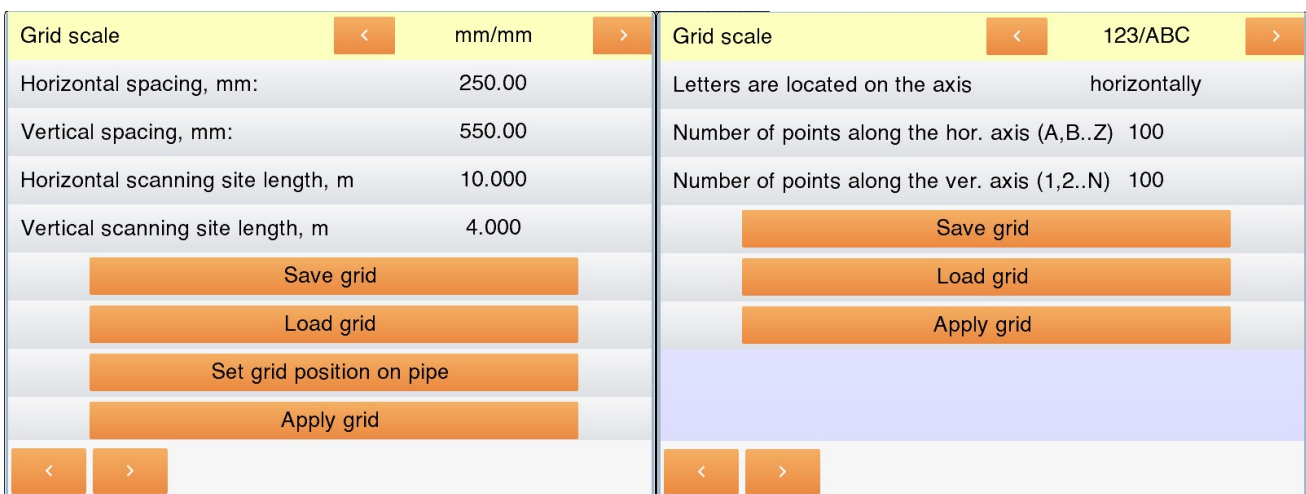 Grid scale < mm/mm >
Horizontal spacing, mm: 250.00
Vertical spacing, mm: 550.00
Horizontal scanning site length, m 10.000
Vertical scanning site length, m 4.000
Save grid
Load grid
Set grid position on pipe
Apply grid
< >
Grid scale < 123/ABC >
Letters are located on the axis horizontally
Number of points along the hor. axis (A,B..Z) 100
Number of points along the ver. axis (1,2..N) 100
Save grid
Load grid
Apply grid
< >